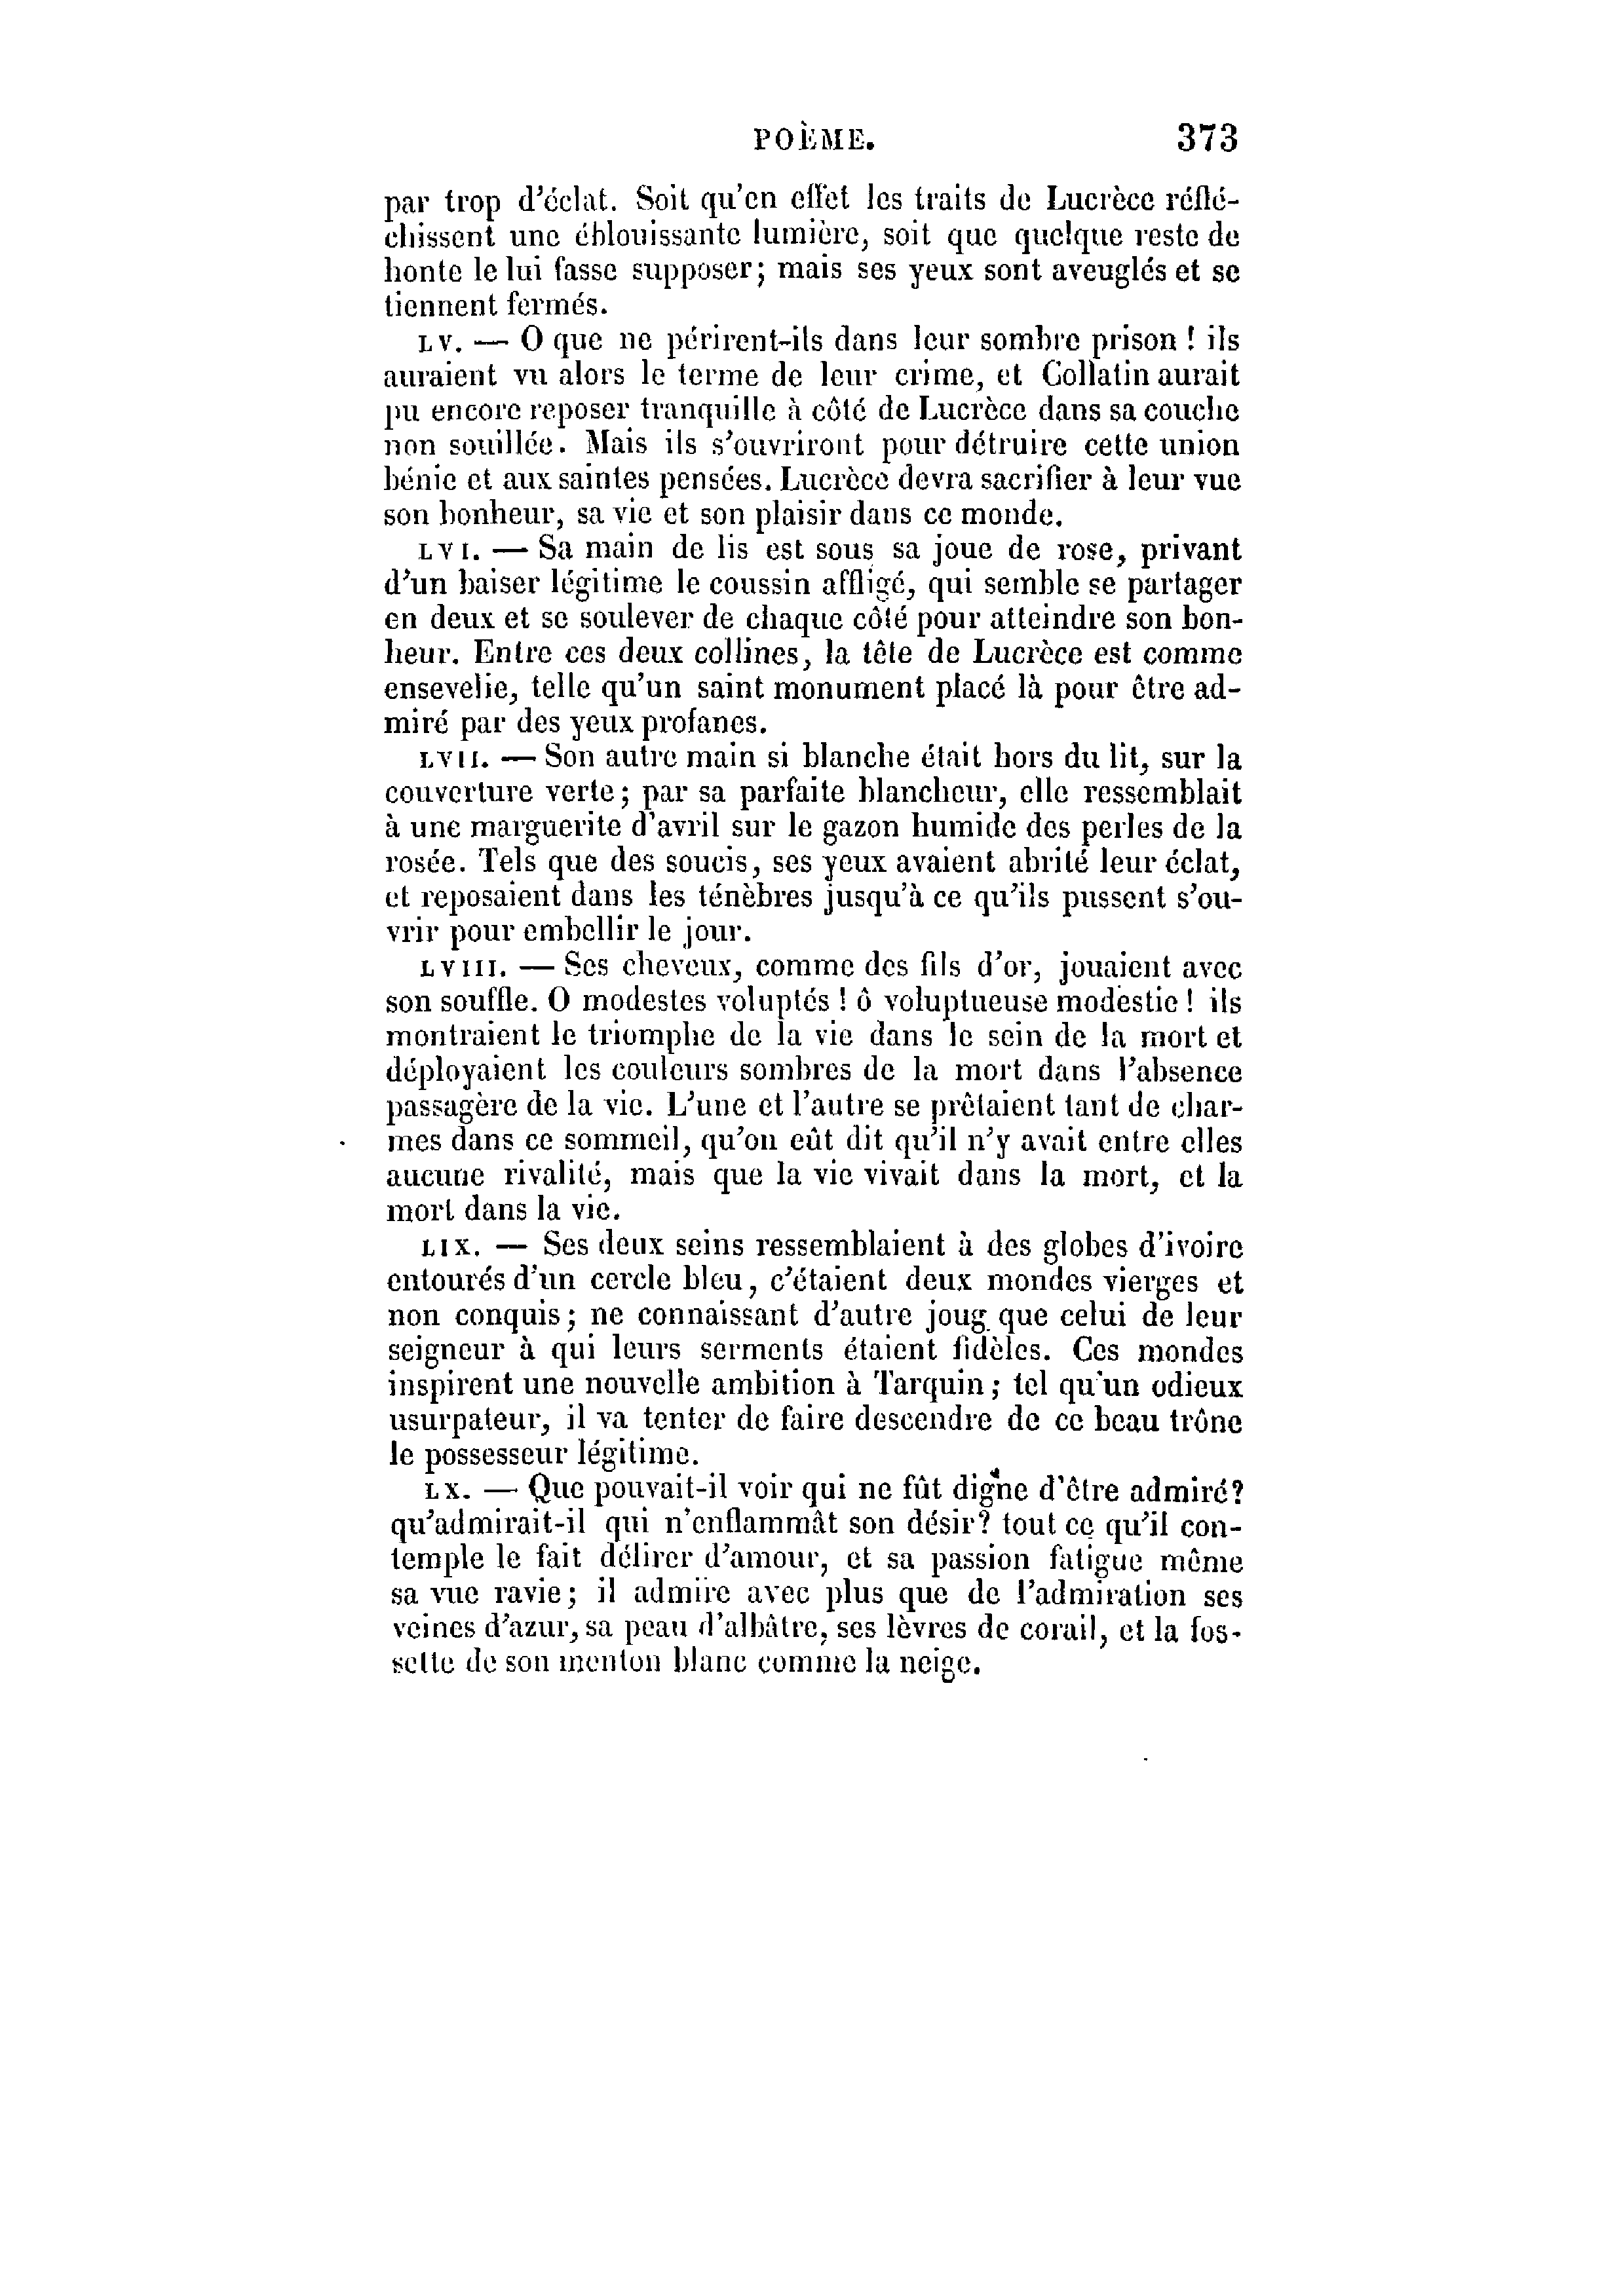 POÈME. 373
par trop d'éclat. Soit qu'en effet les traits de Lucrèce réflé-
chissent une éblouissante lumière, soit que quelque reste de
honte le lui fasse supposer; mais ses yeux sont aveuglés et se
tiennent fermés.
LV. — O que ne périrent-ils dans leur sombre prison ! ils
auraient vu alors le terme de leur crime, et Collatin aurait
pu encore reposer tranquille à côté de Lucrèce dans sa couche
non souillée. Mais ils s'ouvriront pour détruire cette union
bénie et aux saintes pensées. Lucrèce devra sacrifier à leur vue
son bonheur, sa vie et son plaisir dans ce monde.
LVI. — Sa main de lis est sous sa joue de rose, privant
d'un baiser légitime le coussin affligé, qui semble se partager
en deux et se soulever de chaque côté pour atteindre son bon-
heur. Entre ces deux collines, la tête de Lucrèce est comme
ensevelie, telle qu'un saint monument placé là pour être ad-
miré par des yeux profanes.
LVII. — Son autre main si blanche était hors du lit, sur la
couverture verte; par sa parfaite blancheur, elle ressemblait
à une marguerite d'avril sur le gazon humide des perles de la
rosée. Tels que des soucis, ses yeux avaient abrité leur éclat,
et reposaient dans les ténèbres jusqu'à ce qu'ils pussent s'ou-
vrir pour embellir le jour.
LVIII. — Ses cheveux, comme des fils d'or, jouaient avec
son souffle. O modestes voluptés ! ô voluptueuse modestie ! ils
montraient le triomphe de la vie dans le sein de la mort et
déployaient les couleurs sombres de la mort dans l'absence
passagère de la vie. L'une et l'autre se prêtaient tant de char-
mes dans ce sommeil, qu'on eût dit qu'il n'y avait entre elles
aucune rivalité, mais que la vie vivait dans la mort, et la
mort dans la vie.
LIX. — Ses deux seins ressemblaient à des globes d'ivoire
entourés d'un cercle bleu, c'étaient deux mondes vierges et
non conquis; ne connaissant d'autre joug que celui de leur
seigneur à qui leurs serments étaient fidèles. Ces mondes
inspirent une nouvelle ambition à Tarquin; tel qu'un odieux
usurpateur, il va tenter de faire descendre de ce beau trône
le possesseur légitime.
LX. — Que pouvait-il voir qui ne fût digne d'être admiré?
qu'admirait-il qui n'enflammât son désir? tout ce qu'il con-
temple le fait délirer d'amour, et sa passion fatigue même
sa vue ravie; il admire avec plus que de l'admiration ses
veines d'azur, sa peau d'albâtre, ses lèvres de corail, et la fos-
sette de son menton blanc comme la neige.